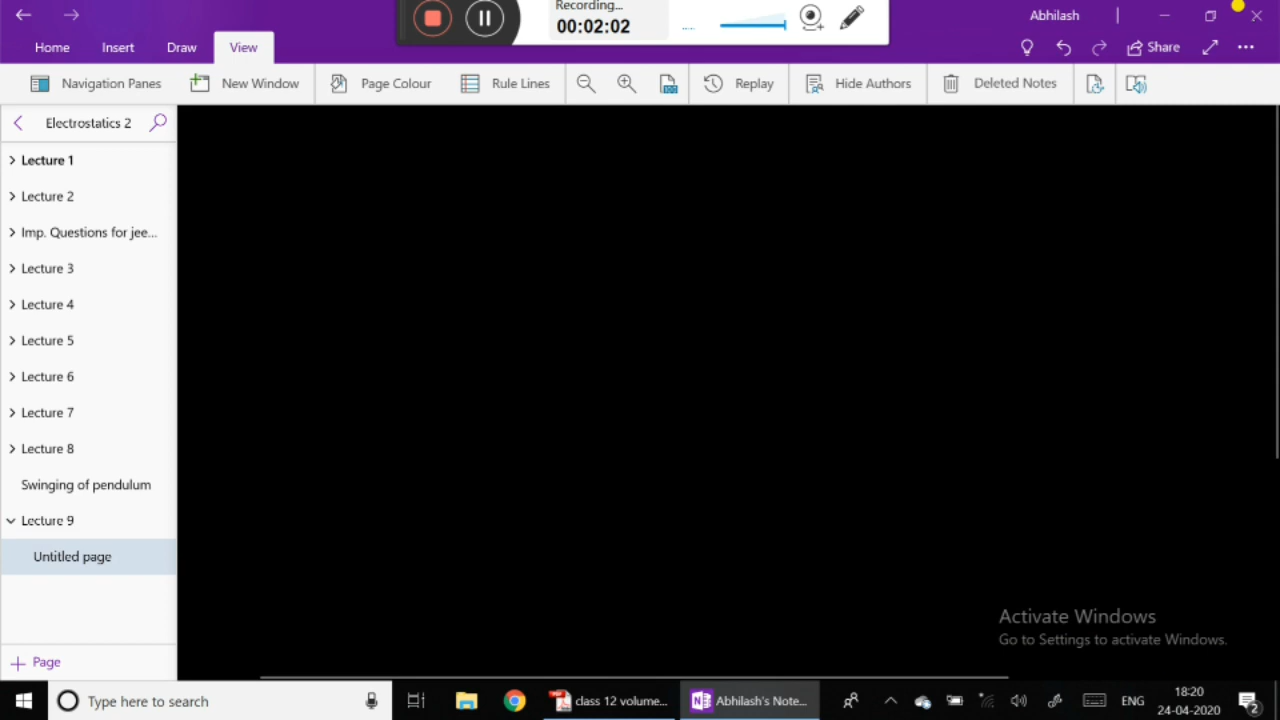 Recording...
00:02:02
Abhilash
Home Insert Draw View
Share
Navigation Panes New Window Page Colour Rule Lines Replay Hide Authors Deleted Notes
Electrostatics 2
Lecture 1
Lecture 2
Imp. Questions for jee...
Lecture 3
Lecture 4
Lecture 5
Lecture 6
Lecture 7
Lecture 8
Swinging of pendulum
Lecture 9
Untitled page
Activate Windows
Go to Settings to activate Windows.
+ Page
Type here to search
class 12 volume...
Abhilash's Note...
ENG
18:20
24-04-2020
2